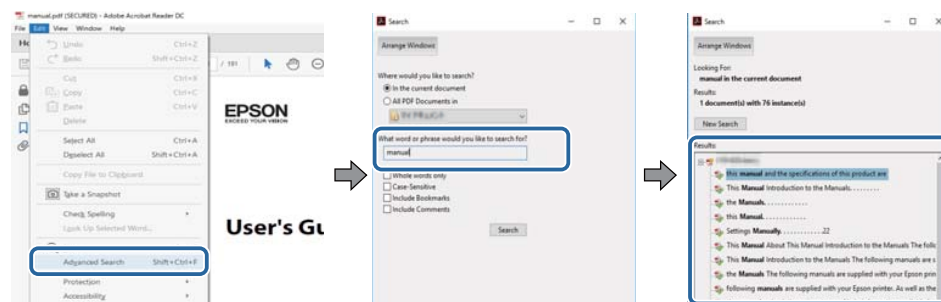 manual.pdf (SECURED) - Adobe Acrobat Reader DC
File Edit View Window Help
Undo Ctrl+Z
Redo Shift+Ctrl+Z
Cut Ctrl+X
Copy Ctrl+C
Paste Ctrl+V
Delete
Select All Ctrl+A
Deselect All Shift+Ctrl+A
Copy File to Clipboard
Take a Snapshot
Check Spelling
Look Up Selected Word...
Advanced Search Shift+Ctrl+F
Protection
Accessibility
/ 191
EPSON
EXCEED YOUR VISION
User's Gu
Search
Arrange Windows
Where would you like to search?
In the current document
All PDF Documents in
What word or phrase would you like to search for?
manual
Whole words only
Case-Sensitive
Include Bookmarks
Include Comments
Search
Search
Arrange Windows
Looking For:
manual in the current document
Results:
1 document(s) with 76 instance(s)
New Search
Results:
this manual and the specifications of this product are
This Manual Introduction to the Manuals. . . . . . . . .
the Manuals. . . . . . . . . . . . .
this Manual. . . . . . . . . . . . .
Settings Manually. . . . . . . . . . . . .22
This Manual About This Manual Introduction to the Manuals The follo
This Manual Introduction to the Manuals The following manuals are s
the Manuals The following manuals are supplied with your Epson prin
following manuals are supplied with your Epson printer. As well as the